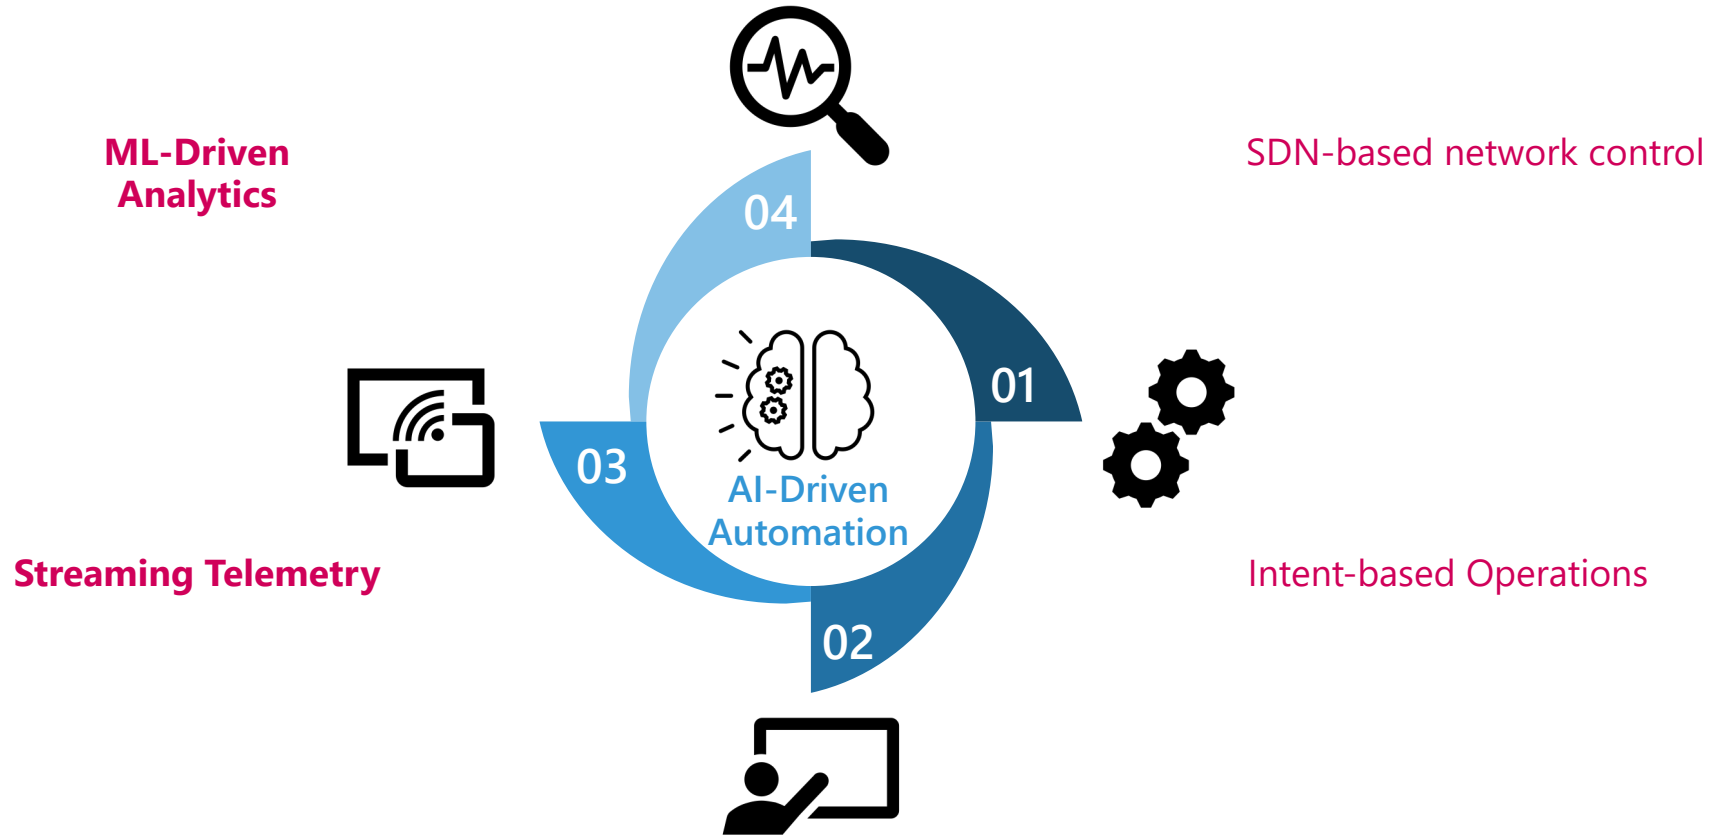 ML-Driven
Analytics
SDN-based network control
04
01
03
AI-Driven
Automation
Streaming Telemetry
Intent-based Operations
02